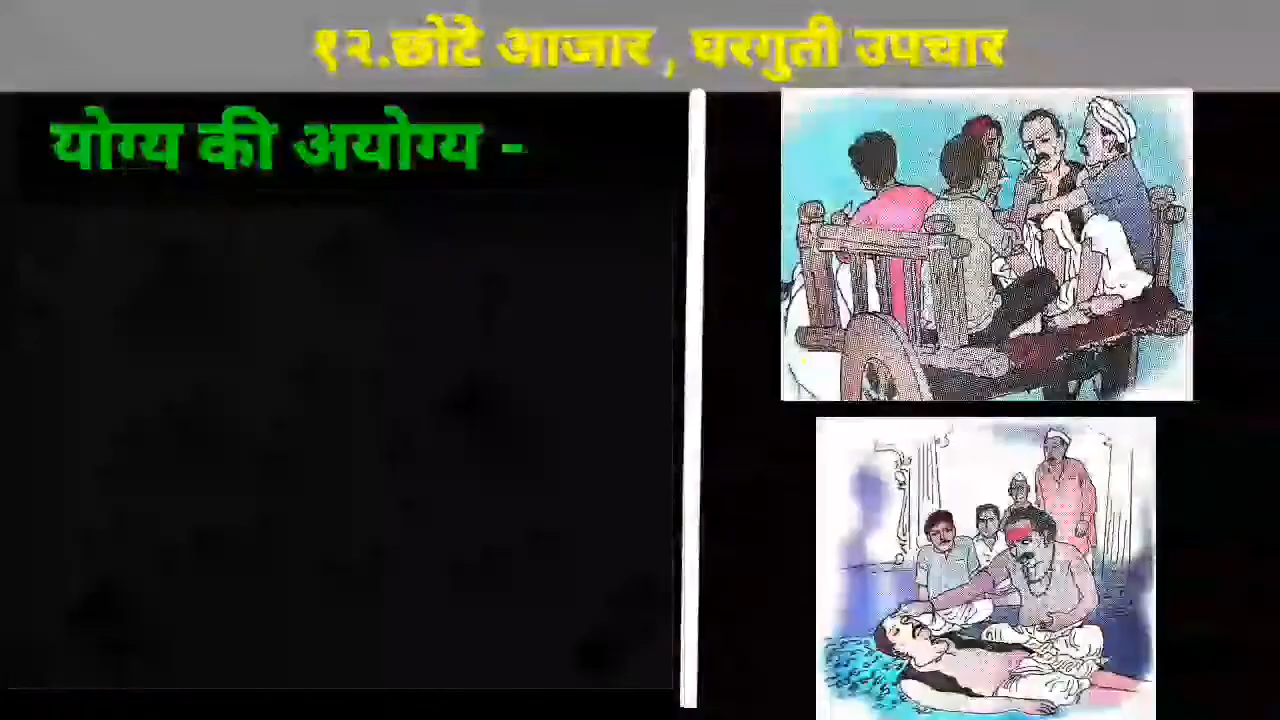 १२.छोटे आजार , घरगुती उपचार
योग्य की अयोग्य -